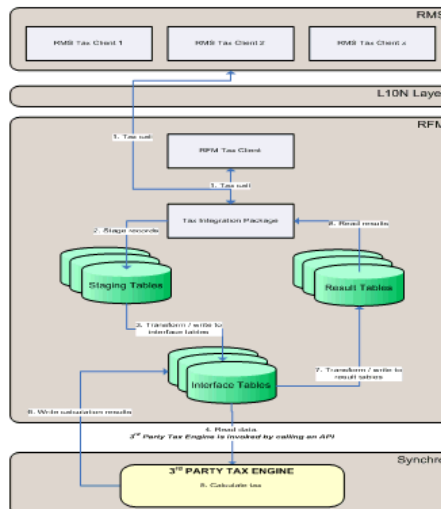 RMS
RMS Tax Client 1
RMS Tax Client 2
RMS Tax Client x
L10N Laye
RFM
1. Tax call
RFM Tax Client
1. Tax call
Tax Integration Package
2. Stage records
8. Read results
Staging Tables
Result Tables
3. Transform / write to
interface tables
7. Transform / write to
result tables
Interface Tables
6. Write calculation results
4. Read data
3rd Party Tax Engine is invoked by calling an API
Synchro
3RD PARTY TAX ENGINE
5. Calculate tax